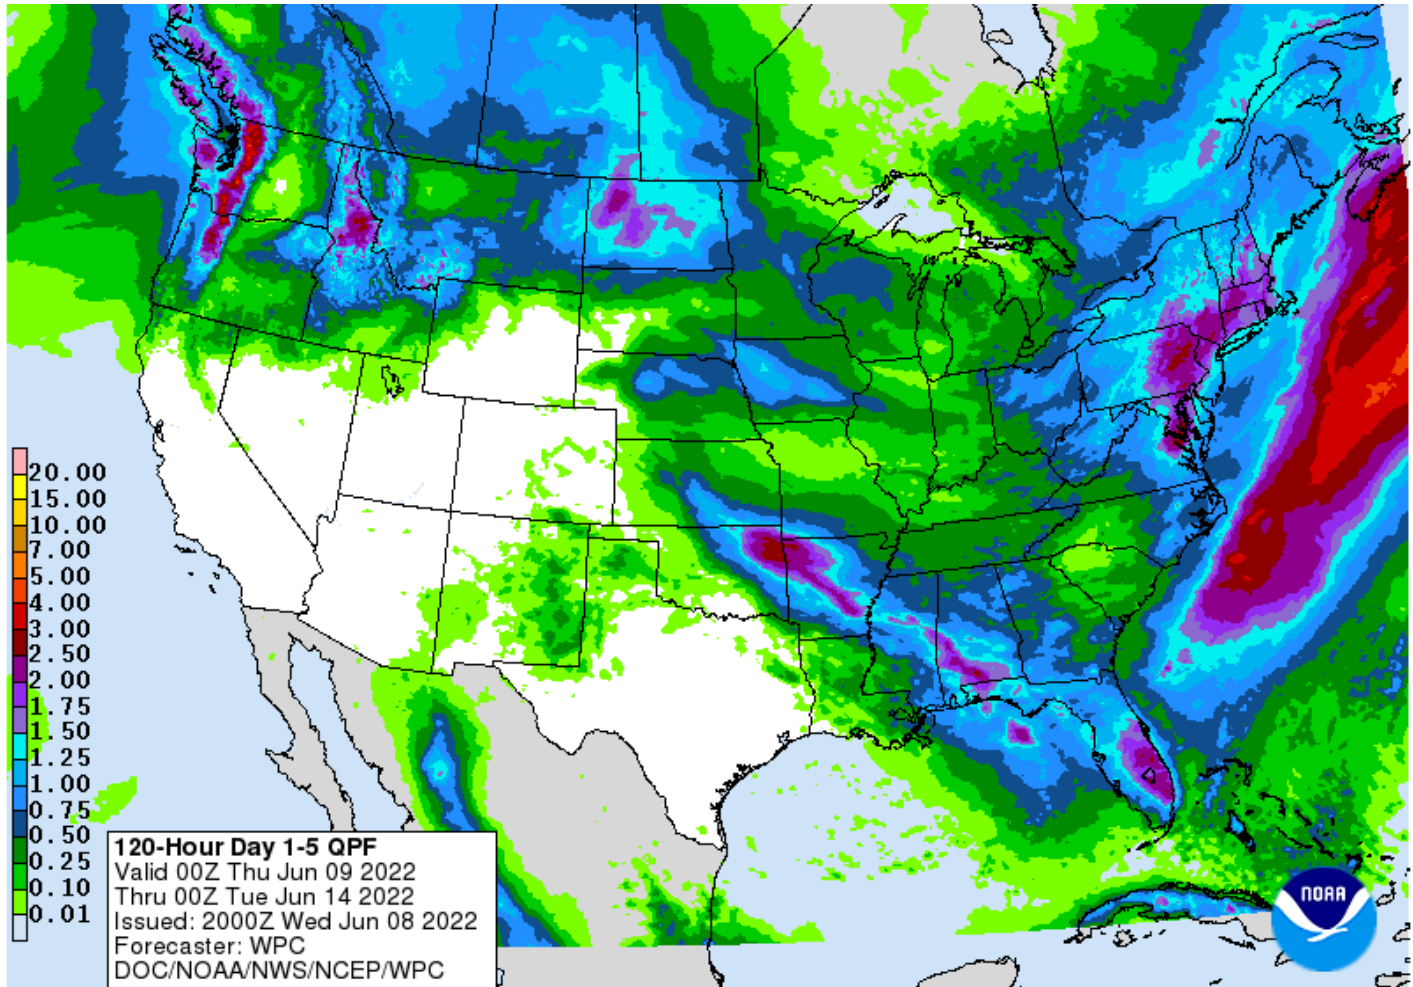 20.00
15.00
10.00
7.00
5.00
4.00
3.00
2.50
2.00
1.75
1.50
1.25
1.00
0.75
0.50
0.25
0.10
0.01
120-Hour Day 1-5 QPF
Valid 00Z Thu Jun 09 2022
Thru 00Z Tue Jun 14 2022
Issued: 2000Z Wed Jun 08 2022
Forecaster: WPC
DOC/NOAA/NWS/NCEP/WPC
NOAA